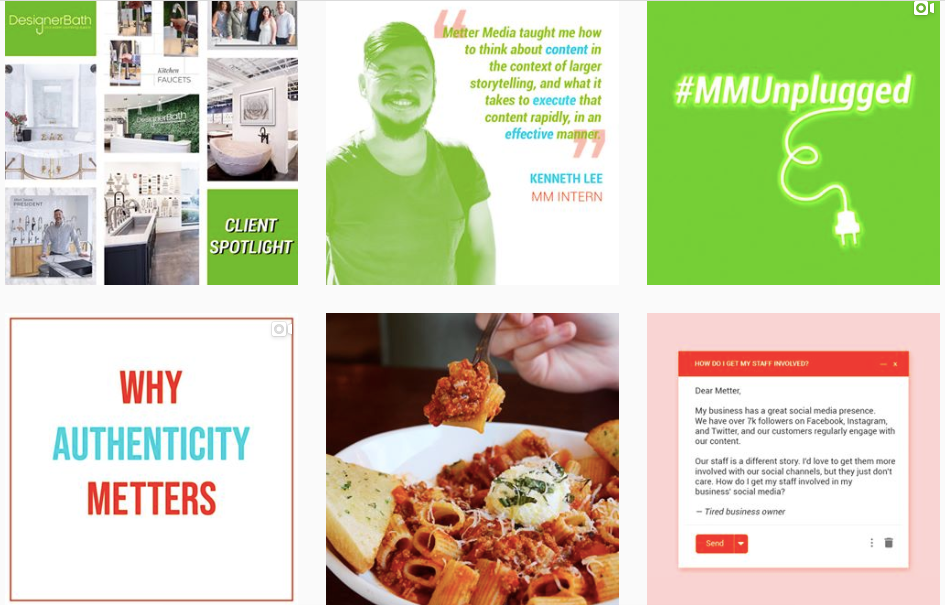 DesignerBath
Kitchen
FAUCETS
DesignerBath
PRESIDENT
CLIENT
SPOTLIGHT
Metter Media taught me how
to think about content in
the context of larger
storytelling, and what it
takes to execute that
content rapidly, in an
effective manner.
KENNETH LEE
MM INTERN
#MMUnplugged
WHY
AUTHENTICITY
METTERS
HOW DO I GET MY STAFF INVOLVED?
Dear Metter,
My business has a great social media presence.
We have over 7k followers on Facebook, Instagram,
and Twitter, and our customers regularly engage with
our content.
Our staff is a different story. I'd love to get them more
involved with our social channels, but they just don't
care. How do I get my staff involved in my
business' social media?
— Tired business owner
Send